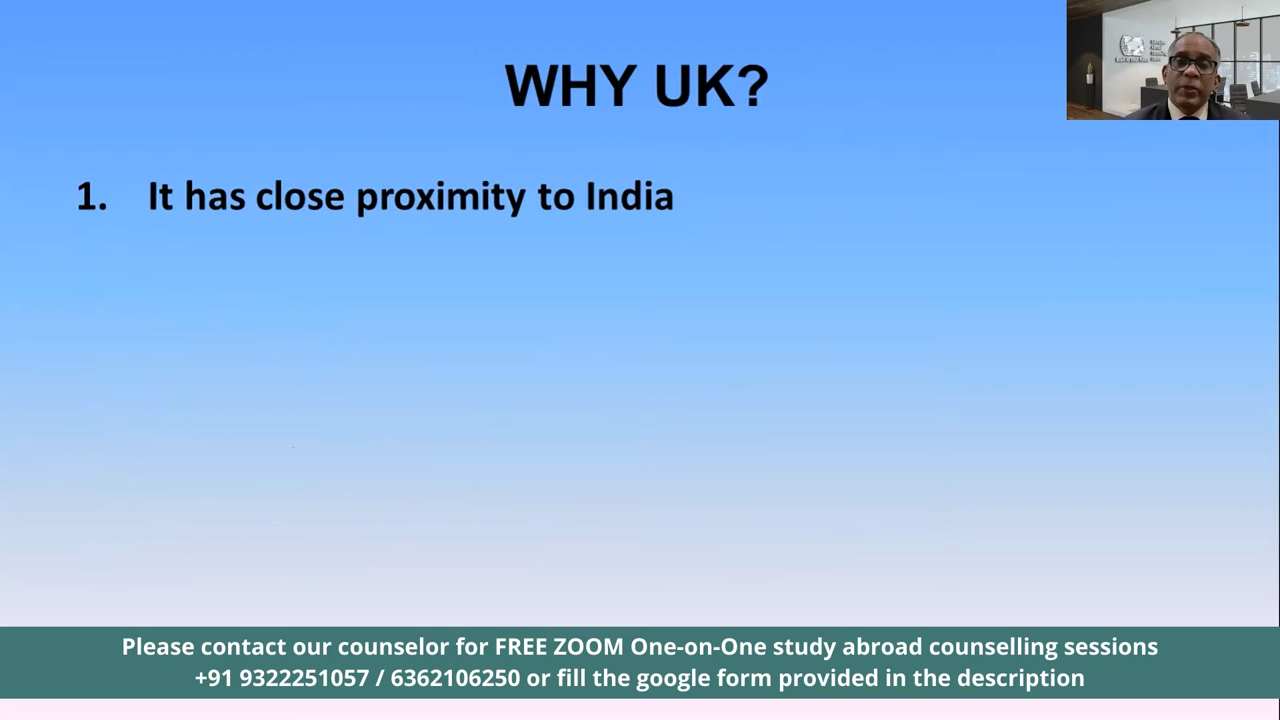 WHY UK?
1. It has close proximity to India
Please contact our counselor for FREE ZOOM One-on-One study abroad counselling sessions
+91 9322251057 / 6362106250 or fill the google form provided in the description